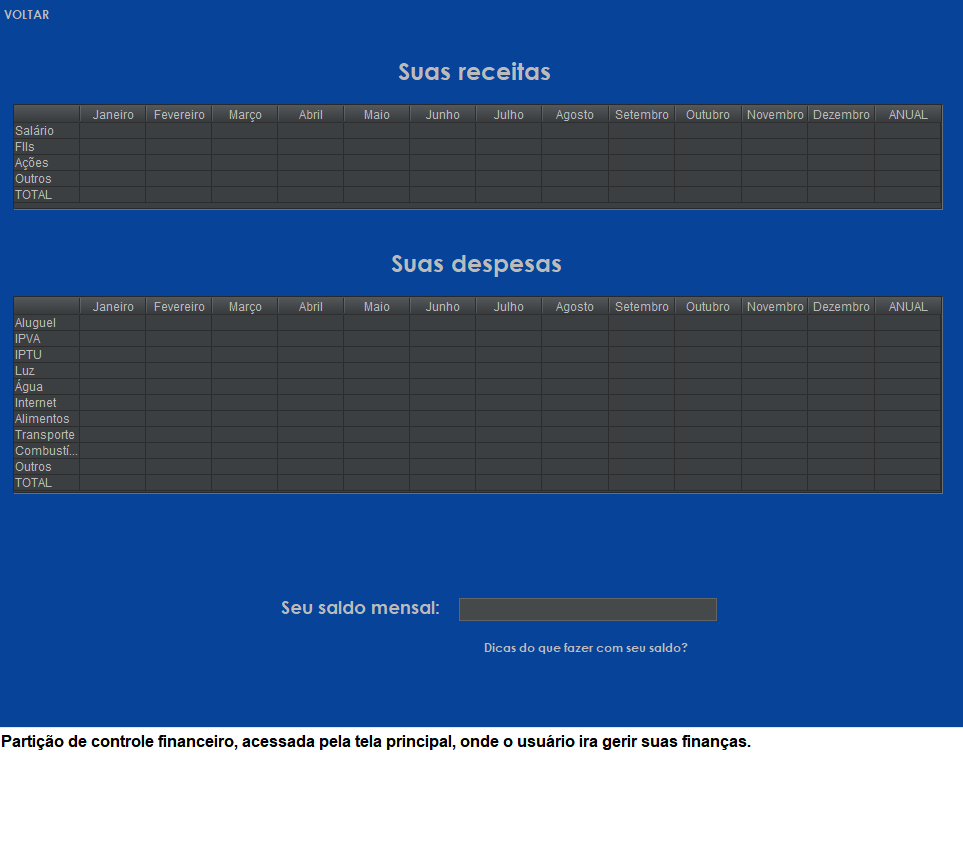 VOLTAR
Suas receitas
Janeiro Fevereiro Março Abril Maio Junho Julho Agosto Setembro Outubro Novembro Dezembro ANUAL
Salário
FIIs
Ações
Outros
TOTAL
Suas despesas
Janeiro Fevereiro Março Abril Maio Junho Julho Agosto Setembro Outubro Novembro Dezembro ANUAL
Aluguel
IPVA
IPTU
Luz
Água
Internet
Alimentos
Transporte
Combustí...
Outros
TOTAL
Seu saldo mensal:
Dicas do que fazer com seu saldo?
Partição de controle financeiro, acessada pela tela principal, onde o usuário ira gerir suas finanças.